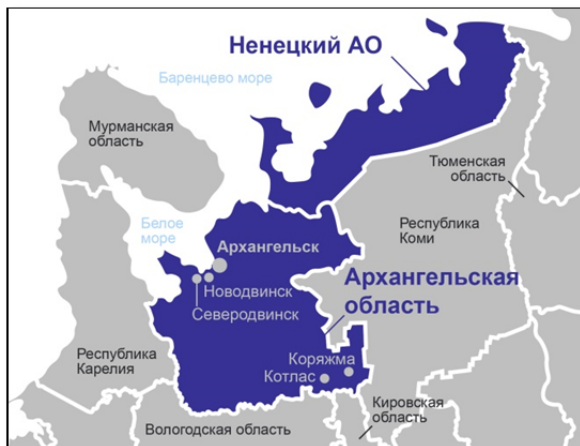 Ненецкий АО
Баренцево море
Мурманская
область
Тюменская
область
Белое
море
Республика
Коми
Архангельск
Архангельская
область
Новодвинск
Северодвинск
Республика
Карелия
Коряжма
Котлас
Кировская
область
Вологодская область